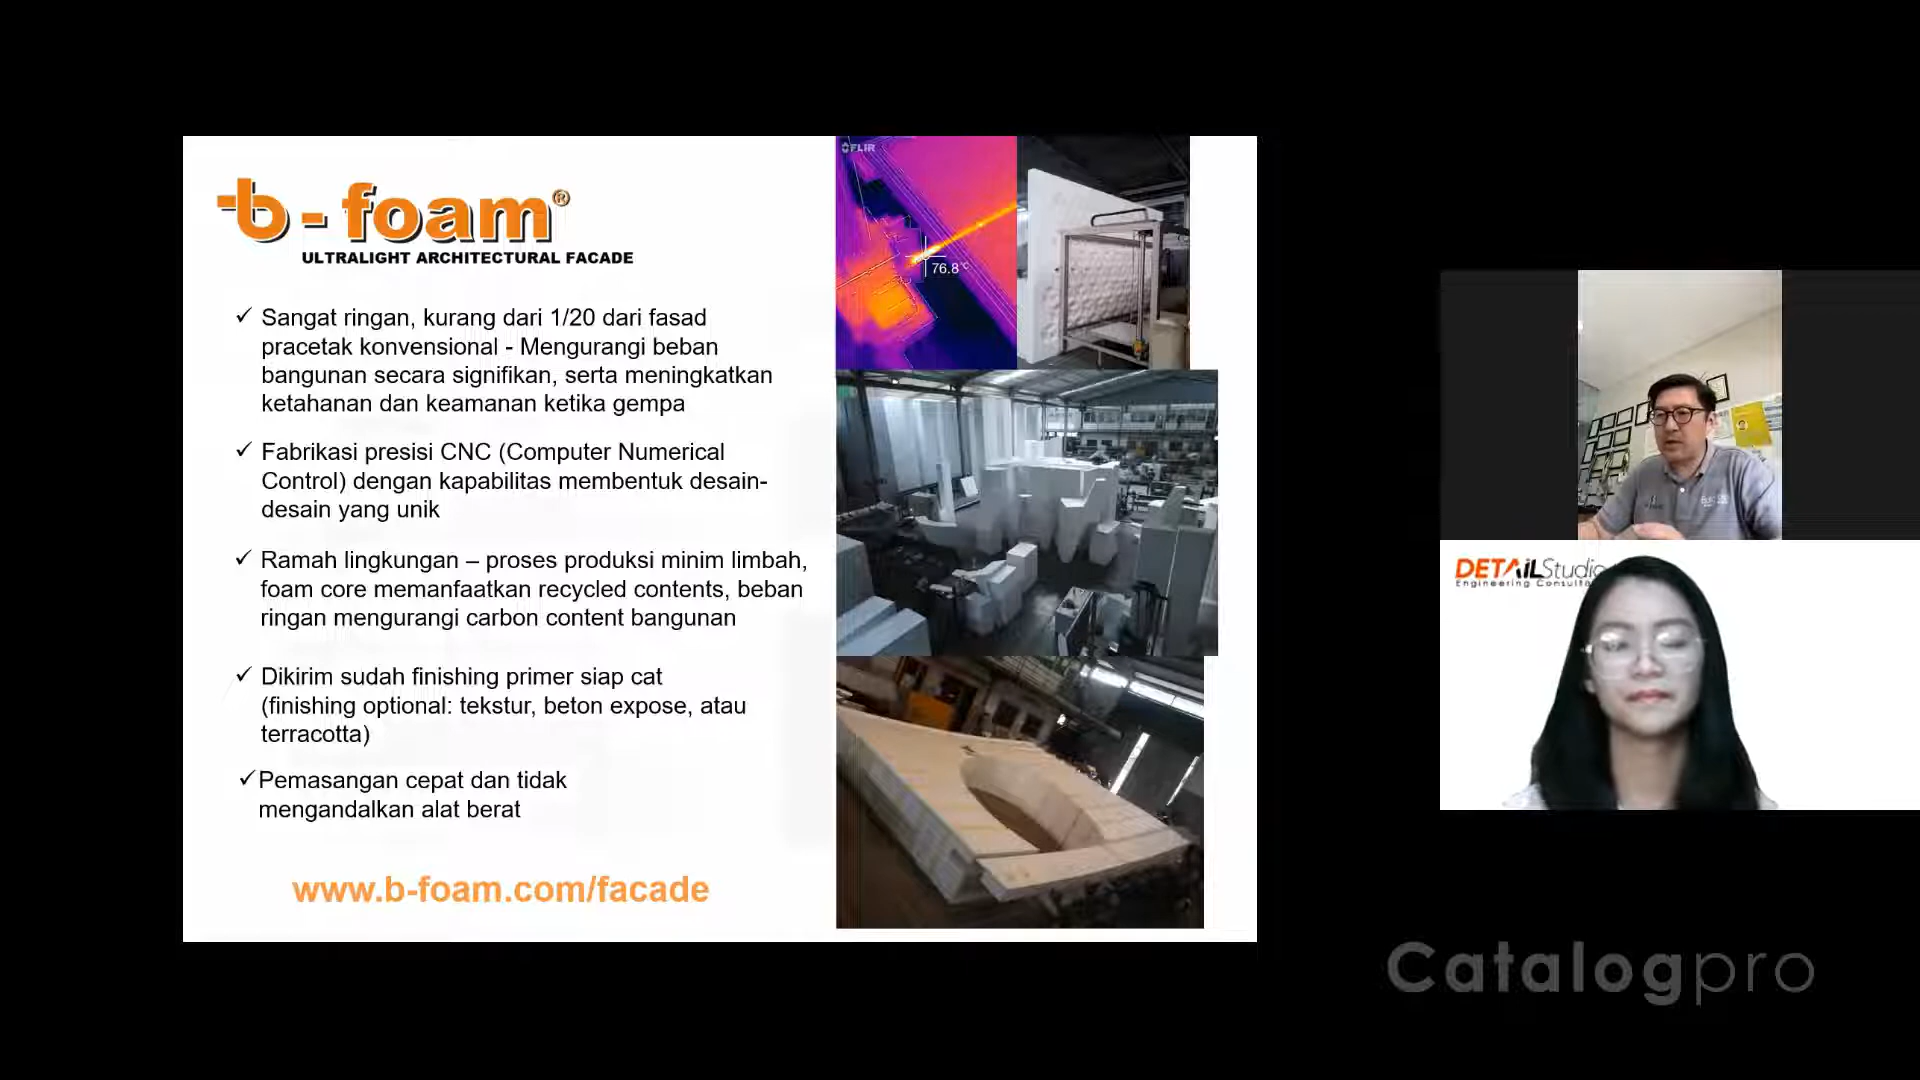 b - foam®
ULTRALIGHT ARCHITECTURAL FACADE
✓ Sangat ringan, kurang dari 1/20 dari fasad
pracetak konvensional - Mengurangi beban
bangunan secara signifikan, serta meningkatkan
ketahanan dan keamanan ketika gempa
✓ Fabrikasi presisi CNC (Computer Numerical
Control) dengan kapabilitas membentuk desain-
desain yang unik
✓ Ramah lingkungan – proses produksi minim limbah,
foam core memanfaatkan recycled contents, beban
ringan mengurangi carbon content bangunan
✓ Dikirim sudah finishing primer siap cat
(finishing optional: tekstur, beton expose, atau
terracotta)
✓ Pemasangan cepat dan tidak
mengandalkan alat berat
www.b-foam.com/facade
FLIR
76.8°C
DETAiLStudio
Engineering Consulta
Catalogpro